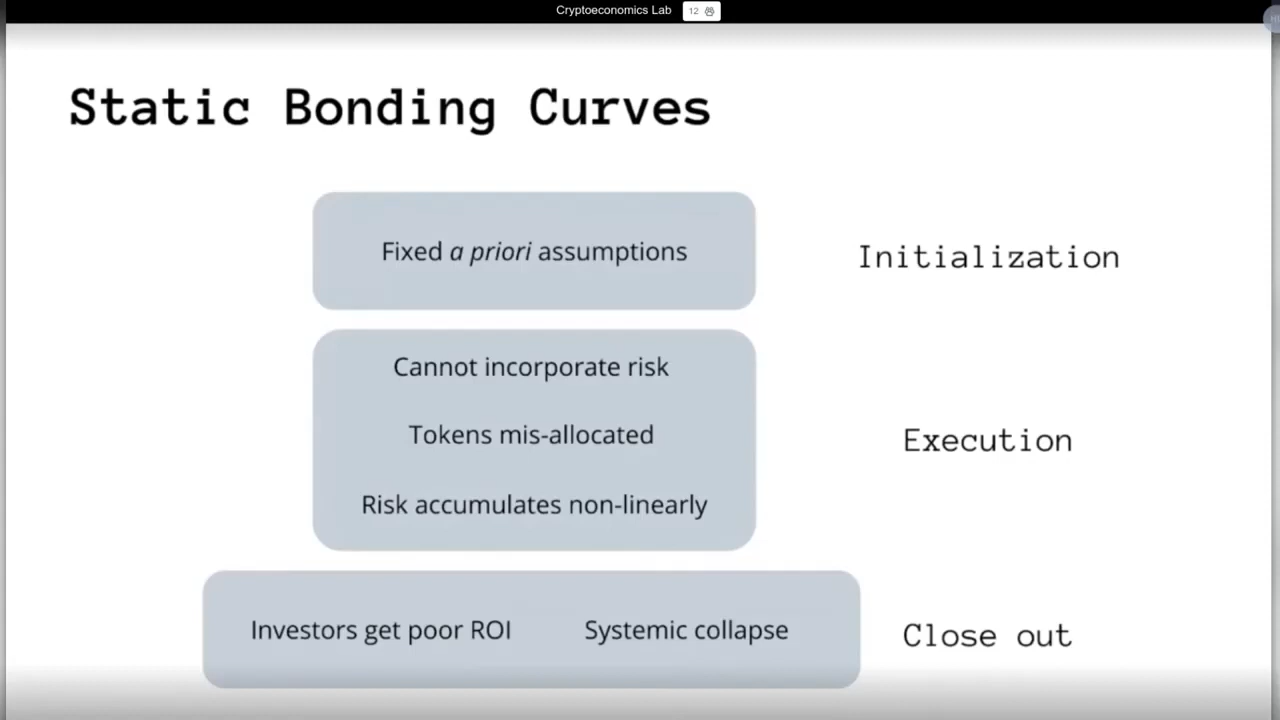 Cryptoeconomics Lab 12
Static Bonding Curves
Fixed a priori assumptions
Initialization
Cannot incorporate risk
Tokens mis-allocated
Execution
Risk accumulates non-linearly
Investors get poor ROI
Systemic collapse
Close out